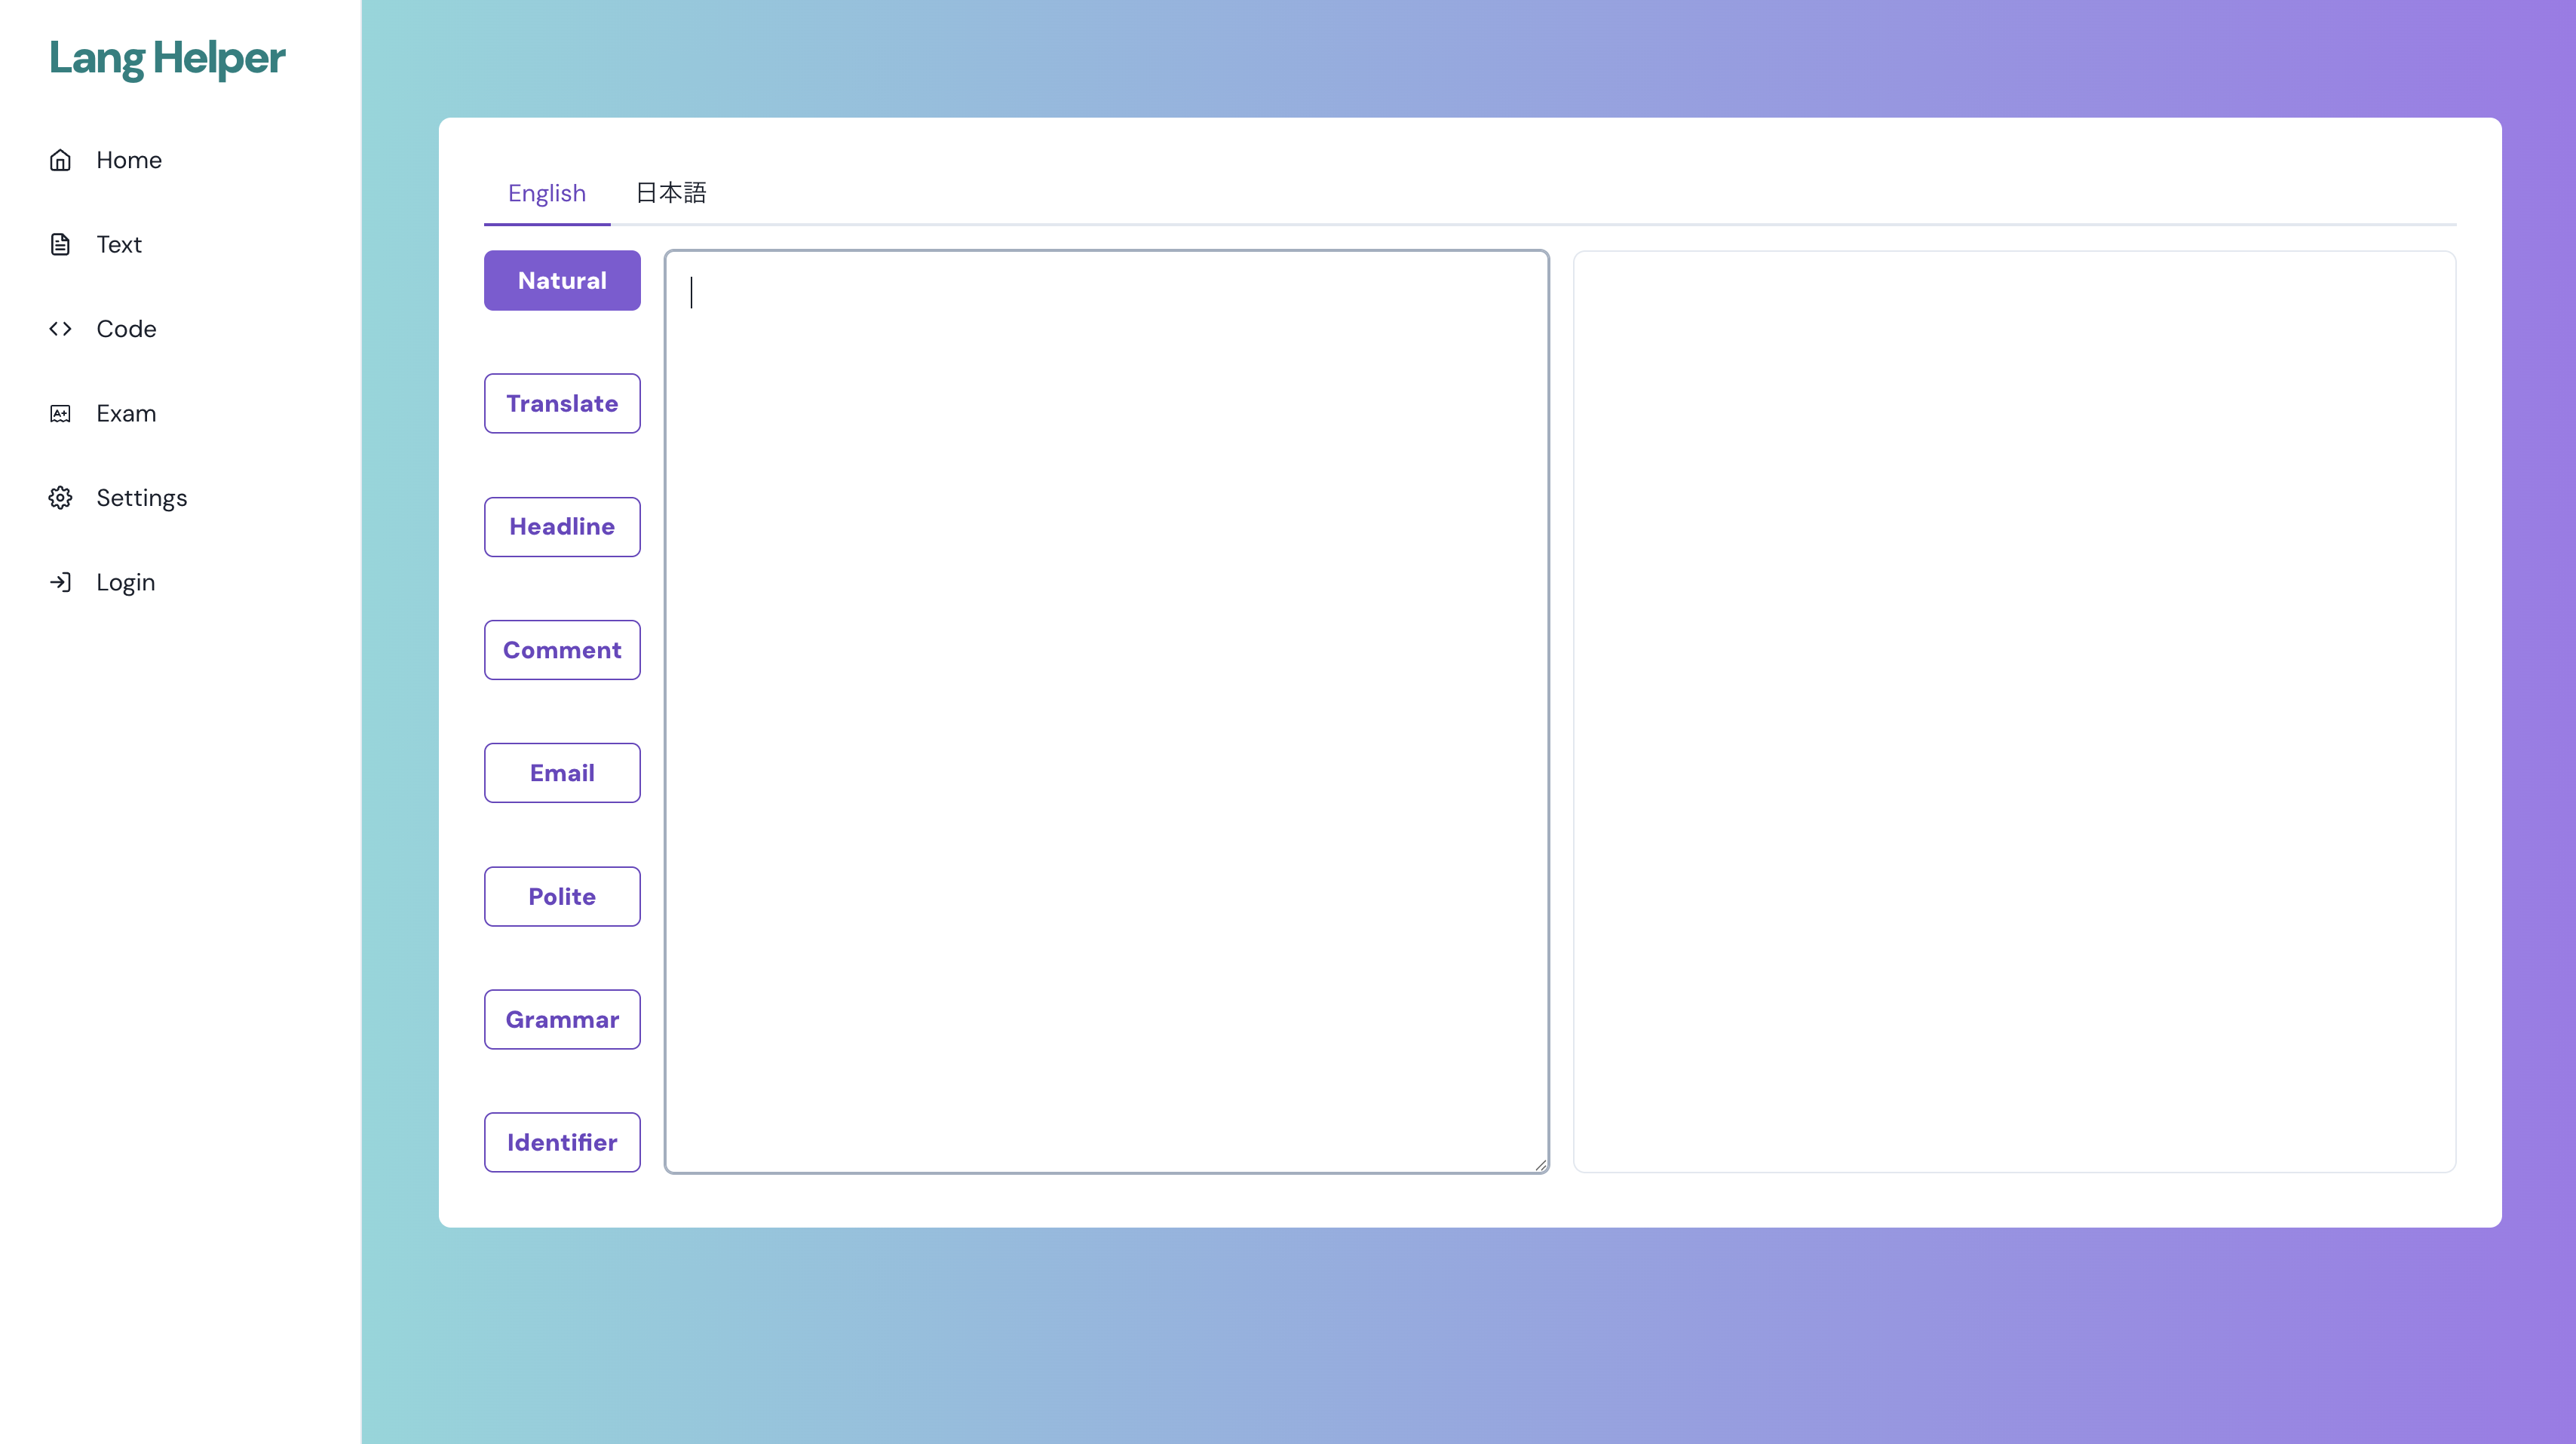 Lang Helper
Home
Text
Code
Exam
Settings
Login
English
日本語
Natural
Translate
Headline
Comment
Email
Polite
Grammar
Identifier